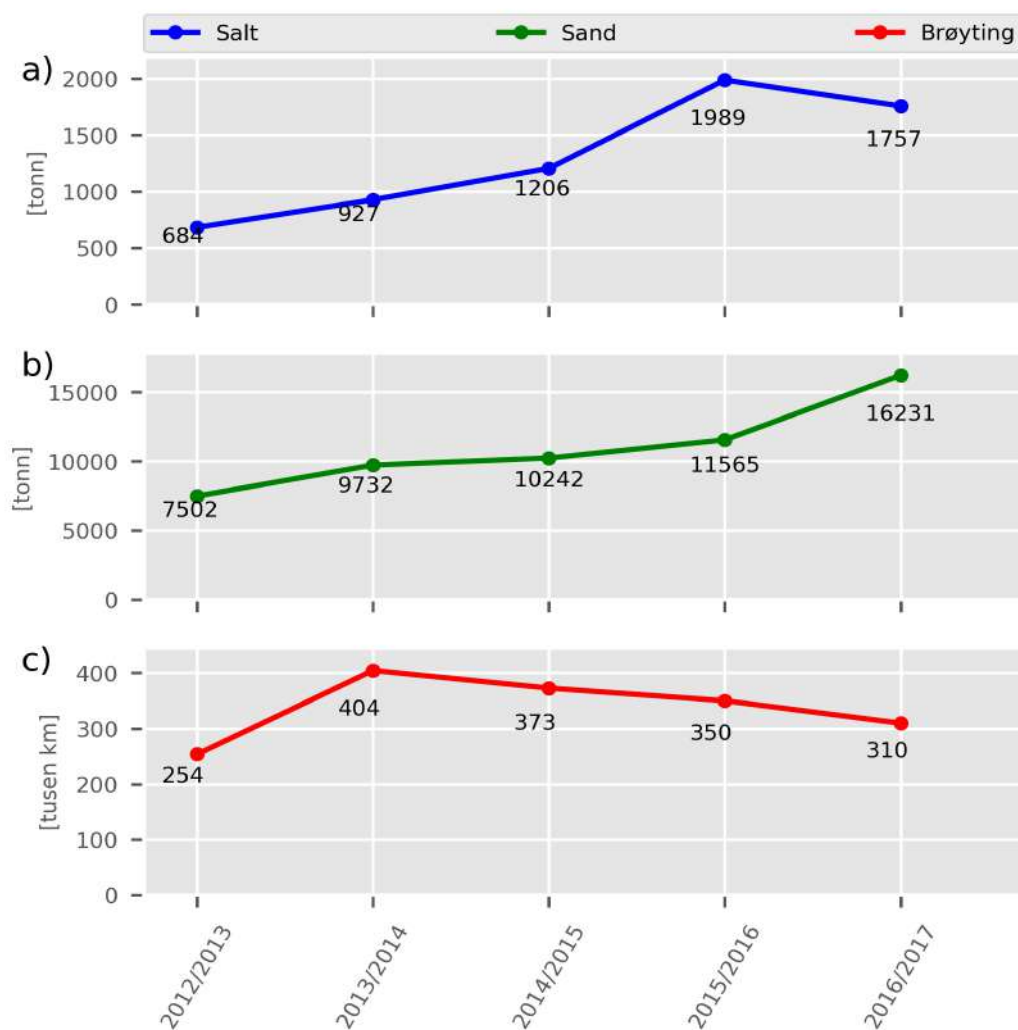 Salt Sand Brøyting
a)
2000
1500
1000
500
0
[tonn]
684 927 1206 1989 1757
b)
15000
10000
5000
0
[tonn]
7502 9732 10242 11565 16231
c)
400
300
200
100
0
[tusen km]
254 404 373 350 310
2012/2013 2013/2014 2014/2015 2015/2016 2016/2017